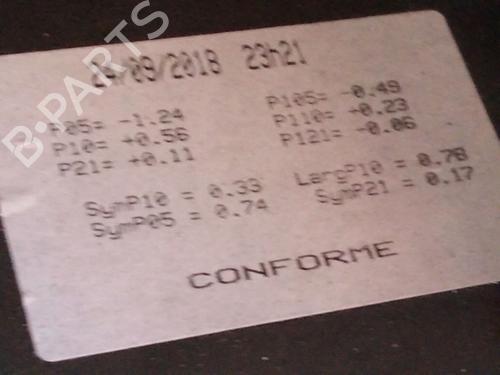 24/09/2018 23h21
P05= -1.24 P105= -0.49
P10= +0.56 P110= +0.23
P21= +0.11 P121= -0.06
SymP10 = 0.33 LargP10 = 0.78
SymP05 = 0.74 SymP21 = 0.17
CONFORME
B-PARTS